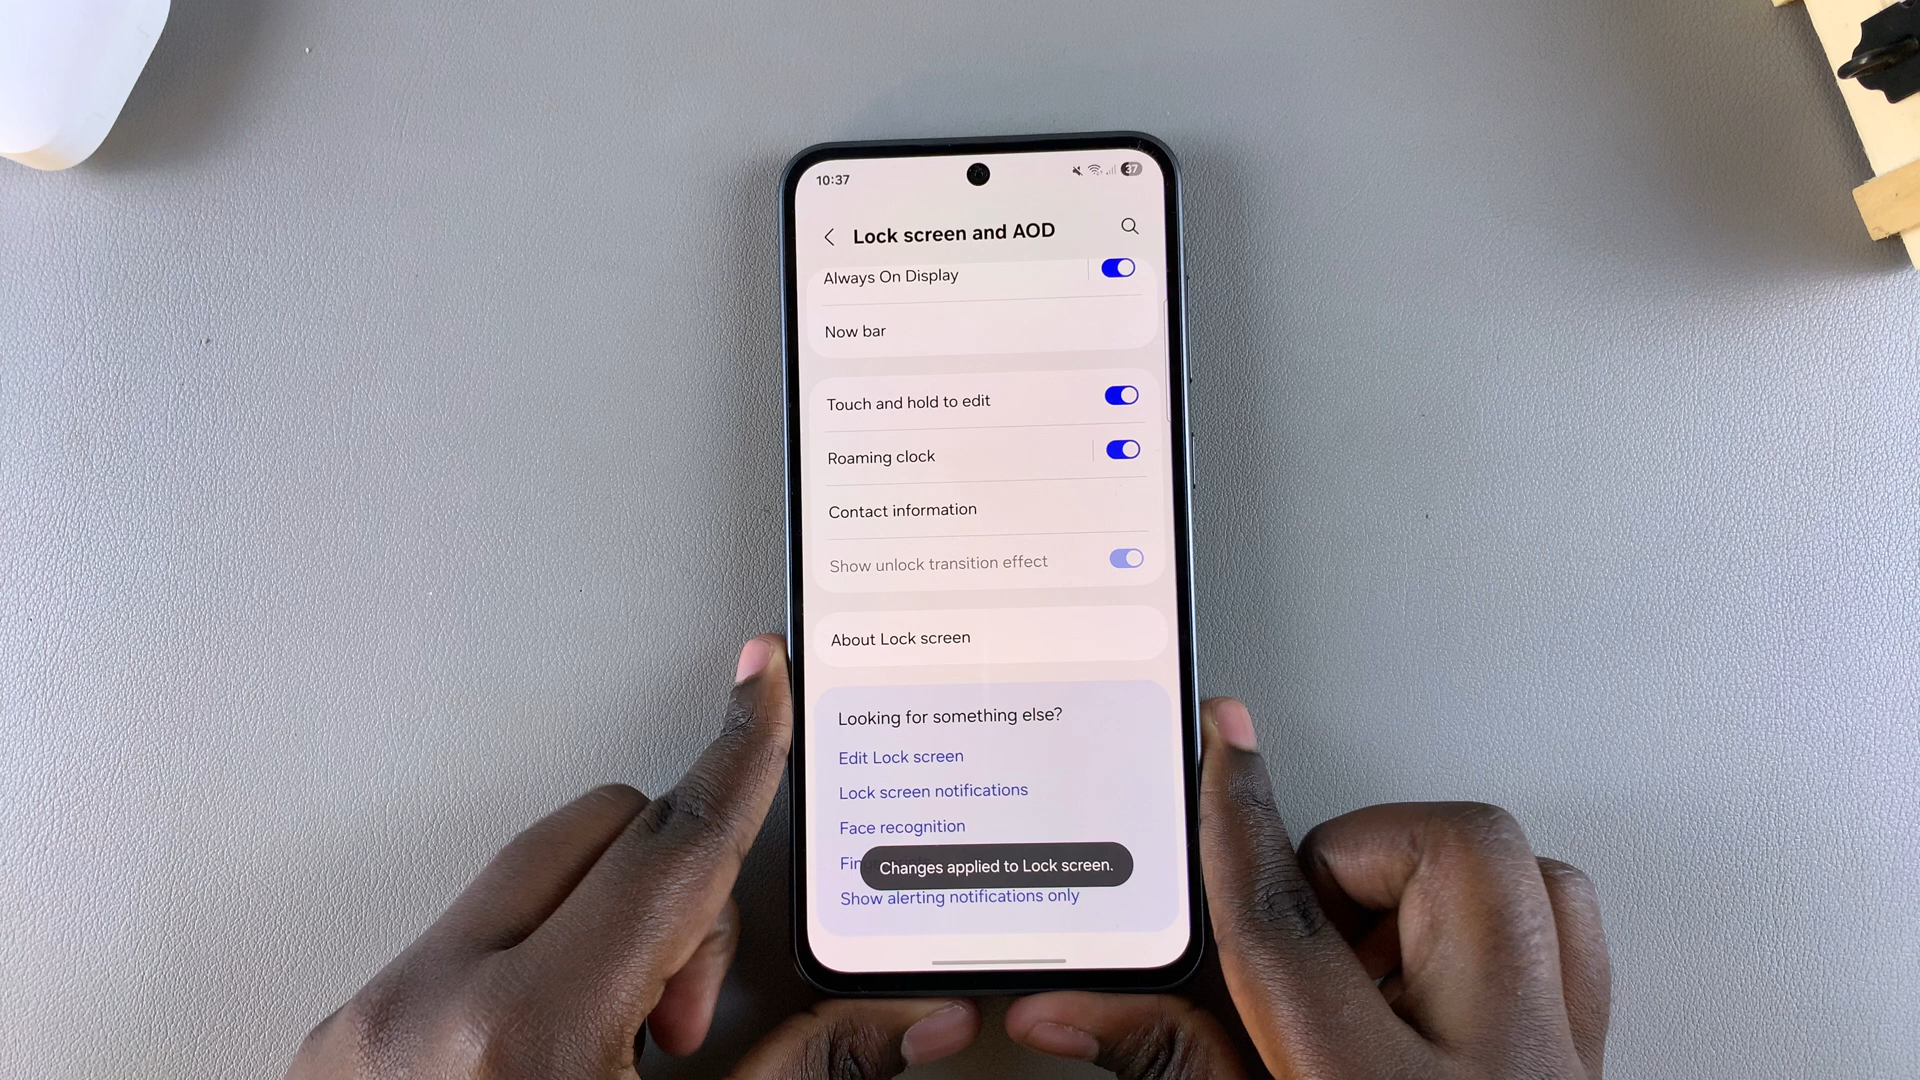 10:37
37
Lock screen and AOD
Always On Display
Now bar
Touch and hold to edit
Roaming clock
Contact information
Show unlock transition effect
About Lock screen
Looking for something else?
Edit Lock screen
Lock screen notifications
Face recognition
Changes applied to Lock screen.
Show alerting notifications only